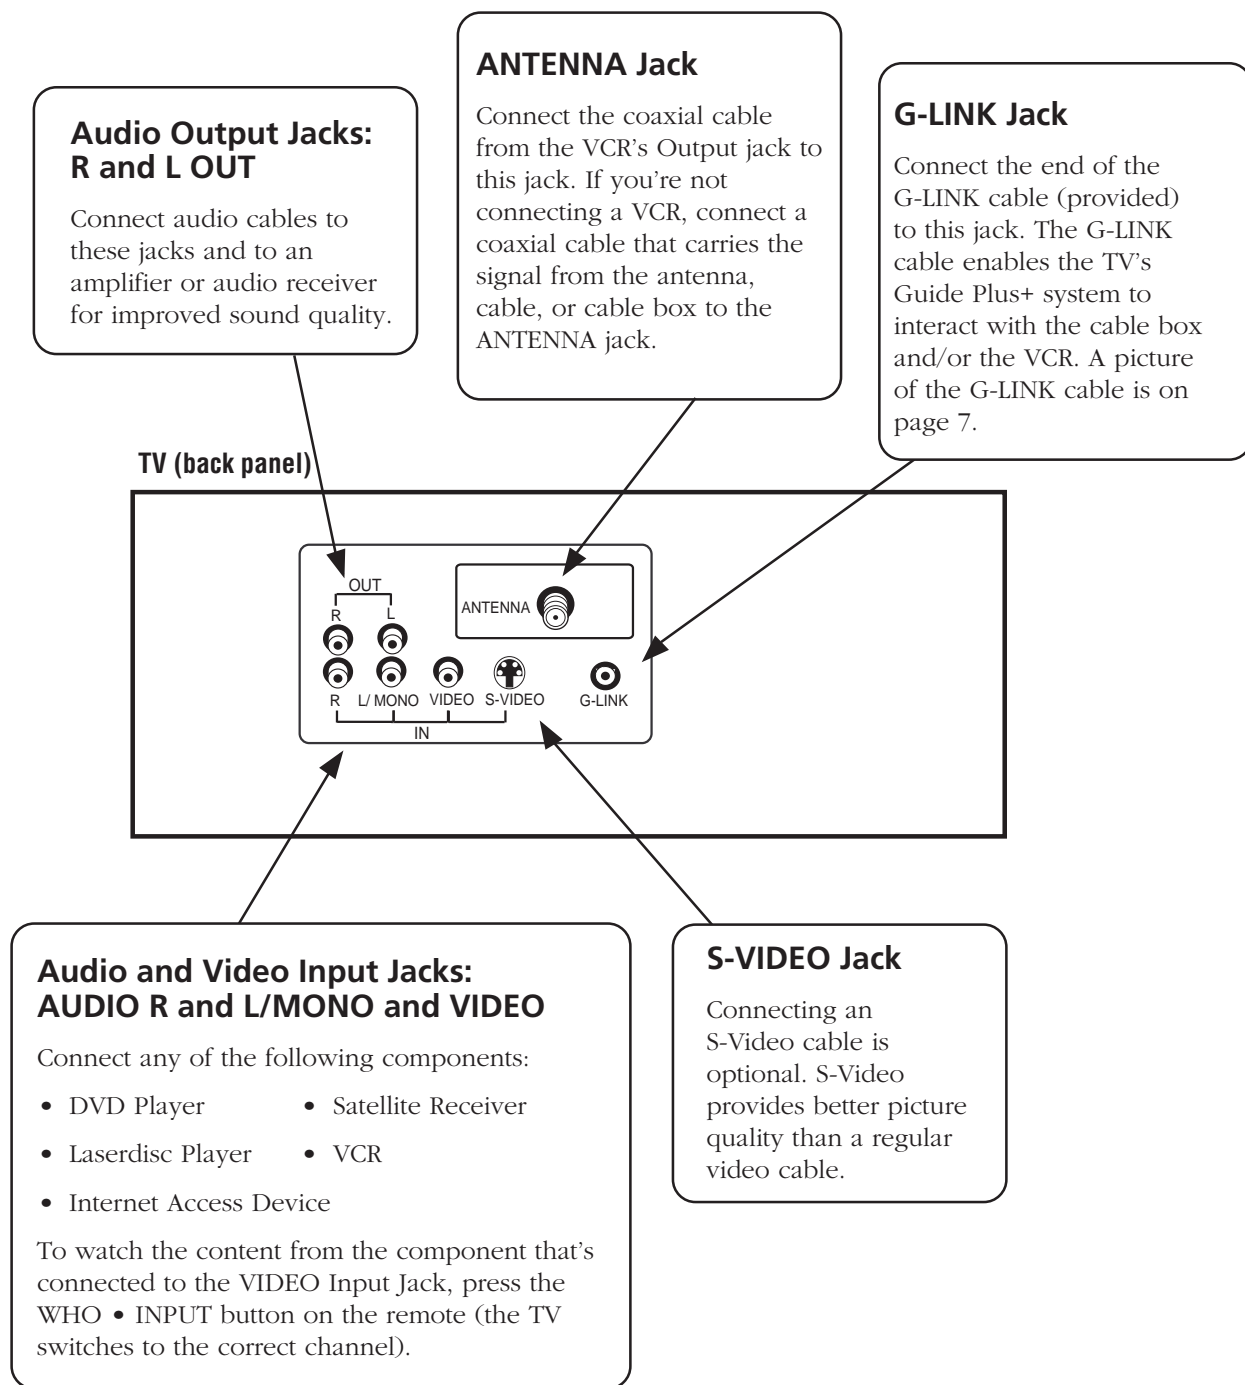 ANTENNA Jack
Connect the coaxial cable
from the VCR's Output jack to
this jack. If you're not
connecting a VCR, connect a
coaxial cable that carries the
signal from the antenna,
cable, or cable box to the
ANTENNA jack.
G-LINK Jack
Connect the end of the
G-LINK cable (provided)
to this jack. The G-LINK
cable enables the TV's
Guide Plus+ system to
interact with the cable box
and/or the VCR. A picture
of the G-LINK cable is on
page 7.
Audio Output Jacks:
R and L OUT
Connect audio cables to
these jacks and to an
amplifier or audio receiver
for improved sound quality.
TV (back panel)
OUT
R L
ANTENNA
R L/ MONO VIDEO S-VIDEO G-LINK
IN
Audio and Video Input Jacks:
AUDIO R and L/MONO and VIDEO
Connect any of the following components:
• DVD Player • Satellite Receiver
• Laserdisc Player • VCR
• Internet Access Device
To watch the content from the component that's
connected to the VIDEO Input Jack, press the
WHO • INPUT button on the remote (the TV
switches to the correct channel).
S-VIDEO Jack
Connecting an
S-Video cable is
optional. S-Video
provides better picture
quality than a regular
video cable.